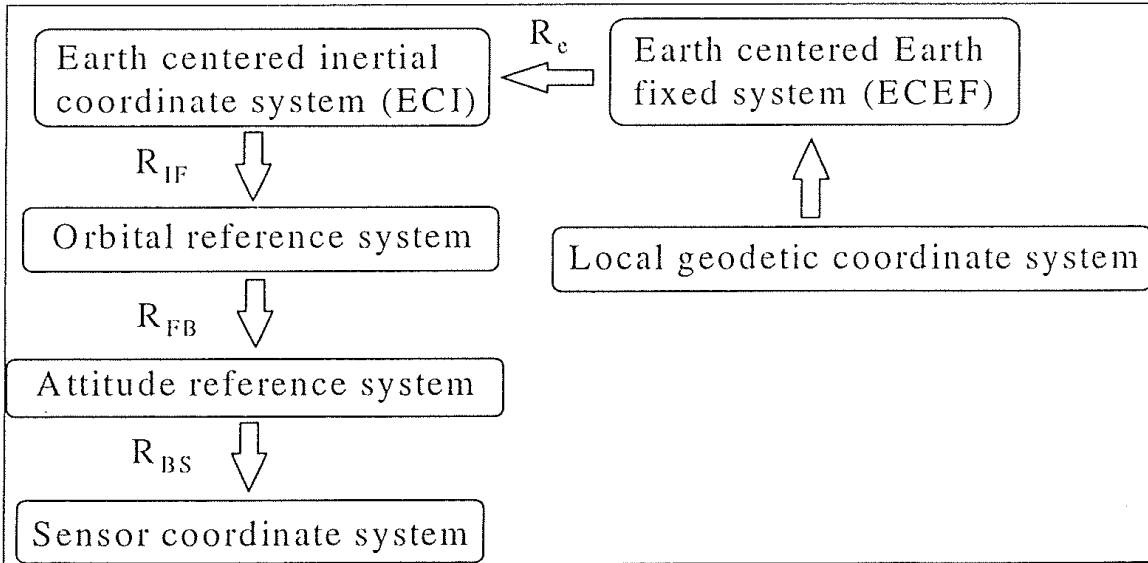 Earth centered inertial
coordinate system (ECI)
R_e
Earth centered Earth
fixed system (ECEF)
R_IF
Orbital reference system
Local geodetic coordinate system
R_FB
Attitude reference system
R_BS
Sensor coordinate system